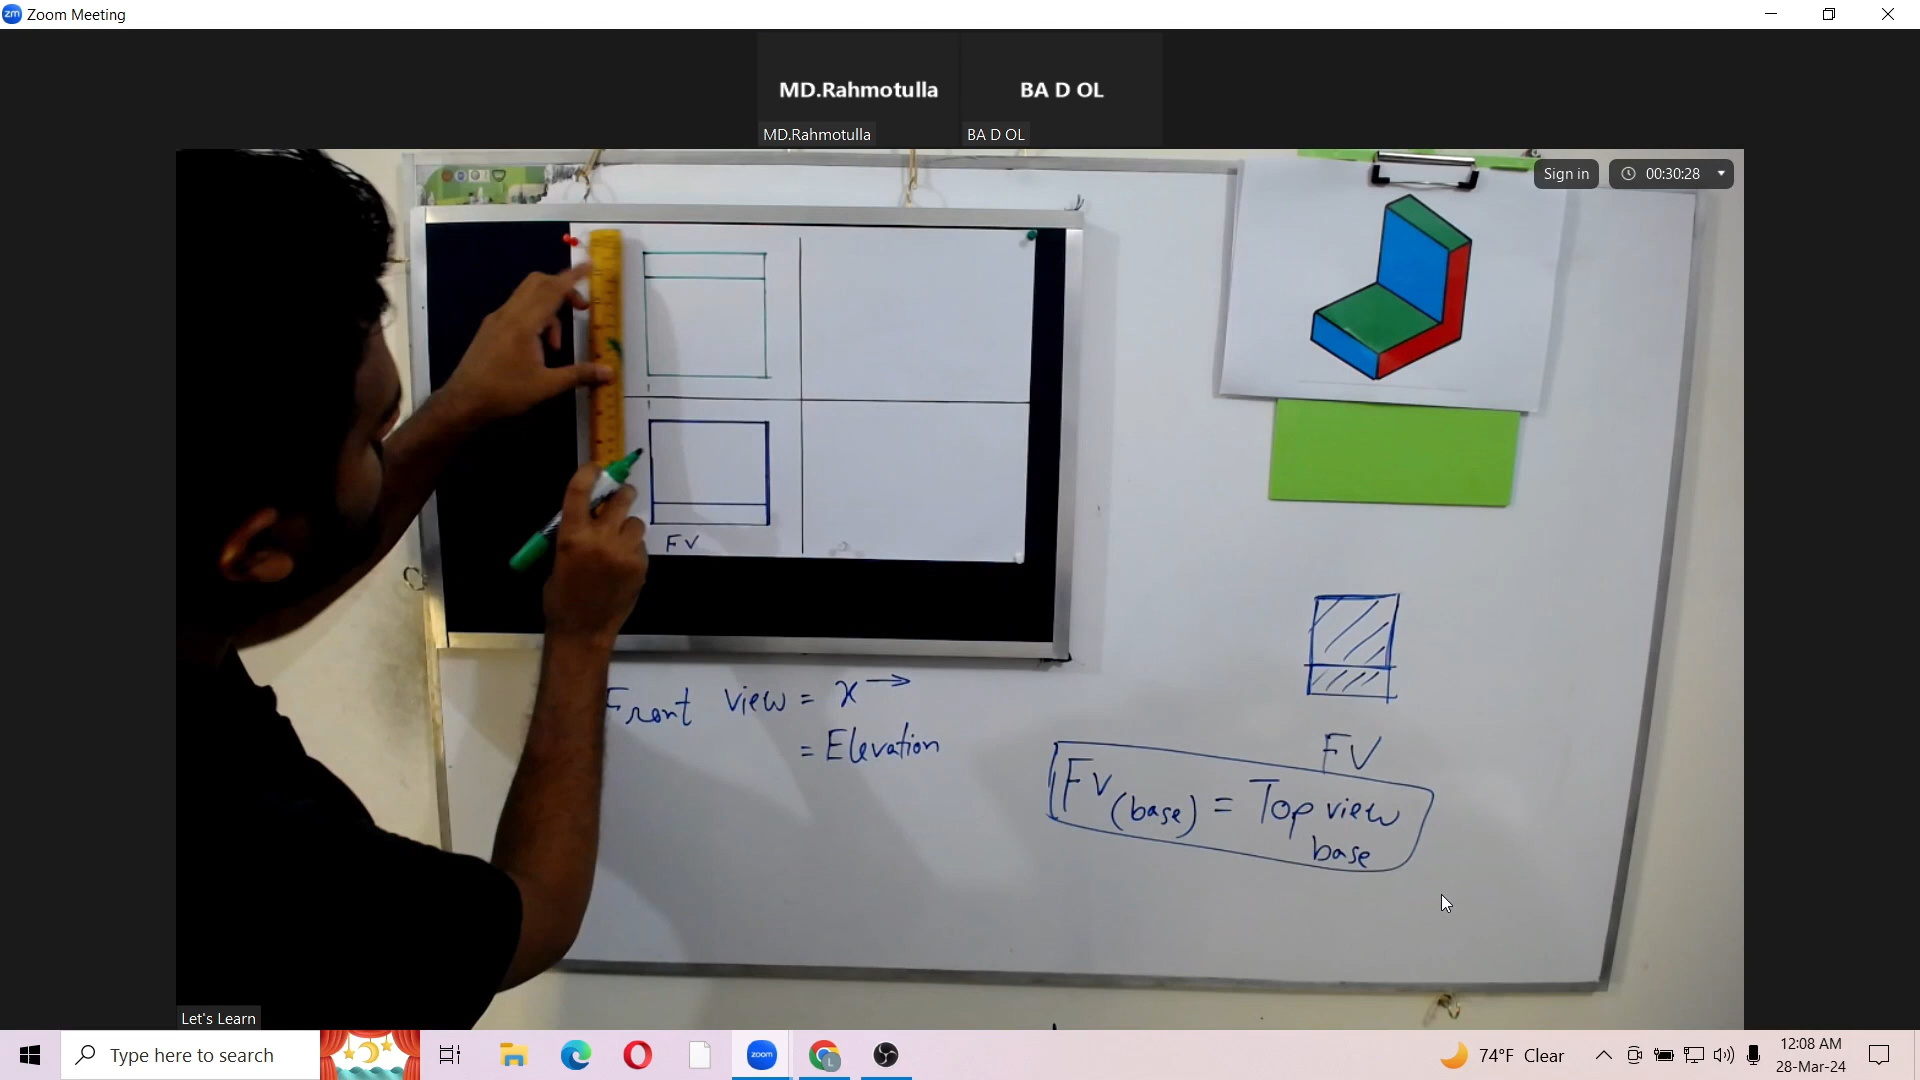 Zoom Meeting
MD.Rahmotulla
BA D OL
MD.Rahmotulla
BA D OL
Sign in
00:30:28
FV
Front view = x →
= Elevation
FV
FV (base) = Top view
base
Let's Learn
Type here to search
zoom
L
74°F Clear
12:08 AM
28-Mar-24